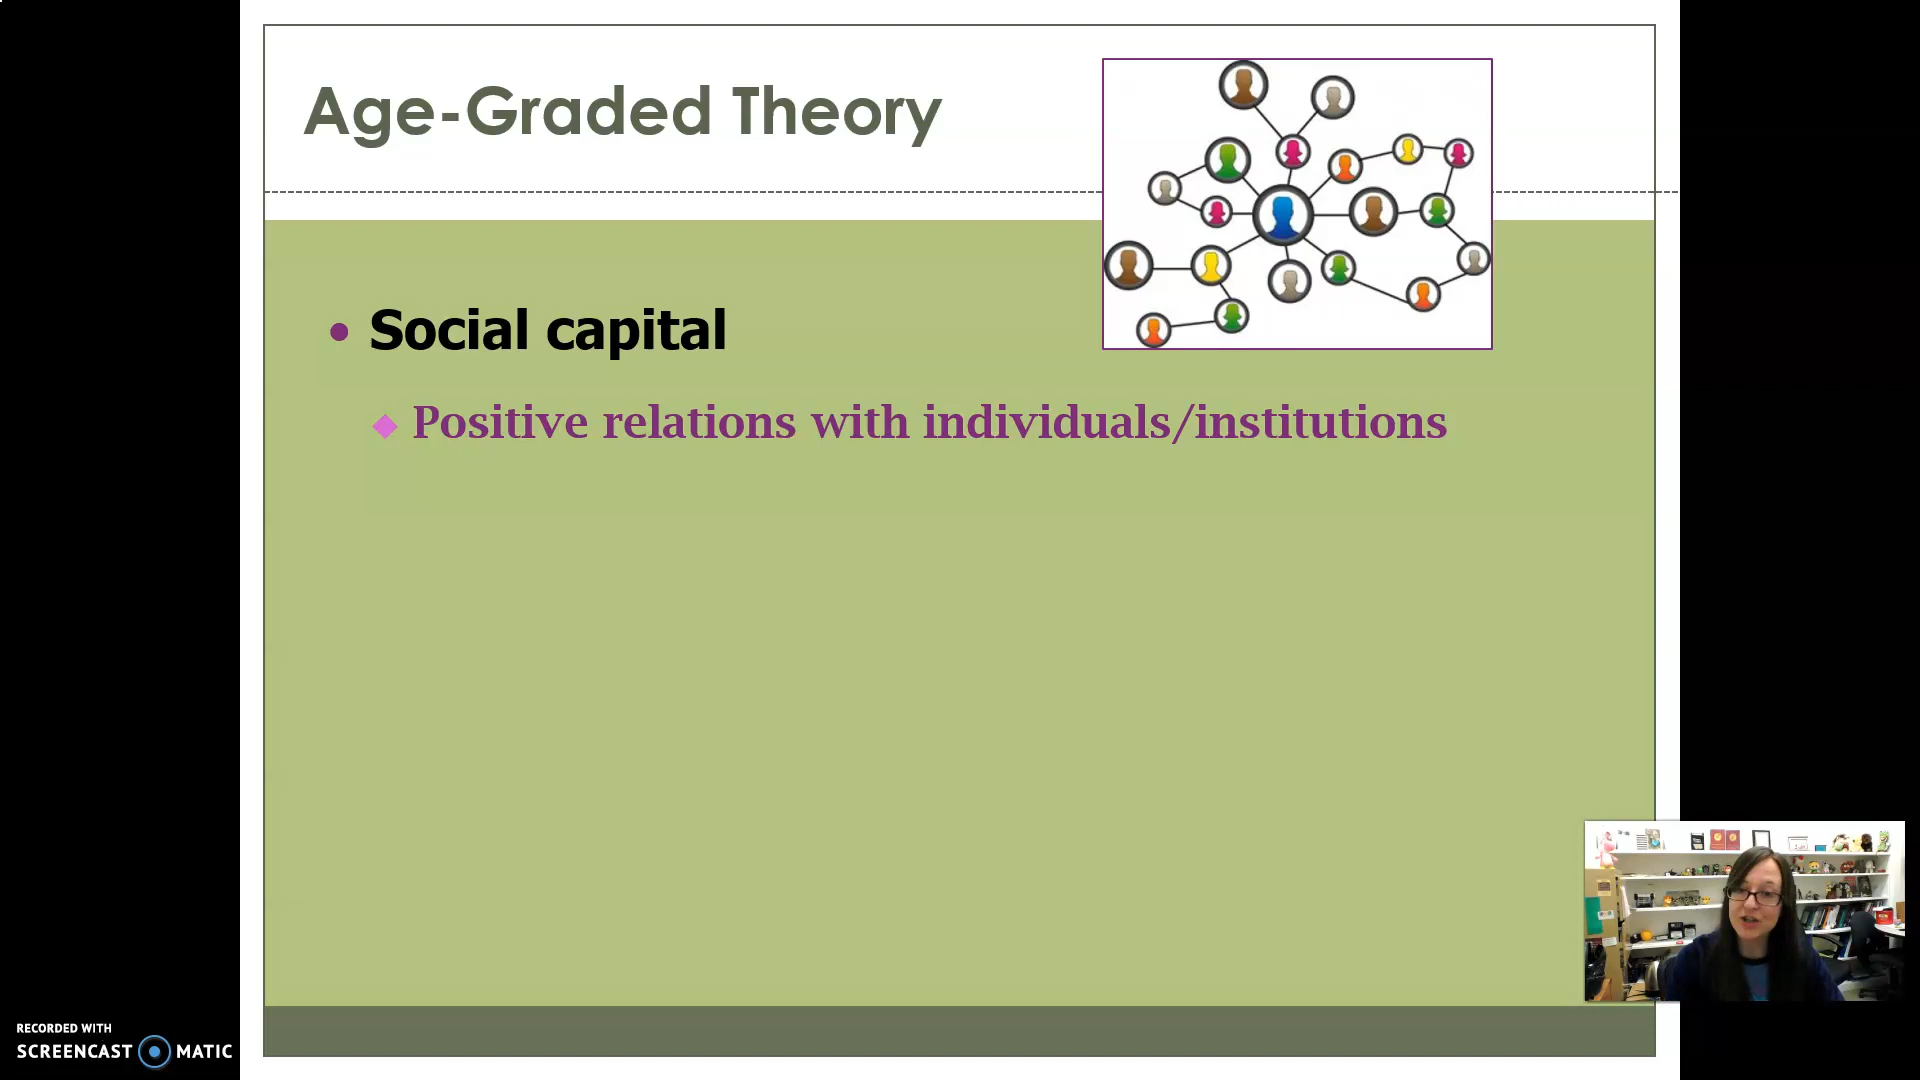 Age-Graded Theory
Social capital
Positive relations with individuals/institutions
RECORDED WITH
SCREENCAST MATIC